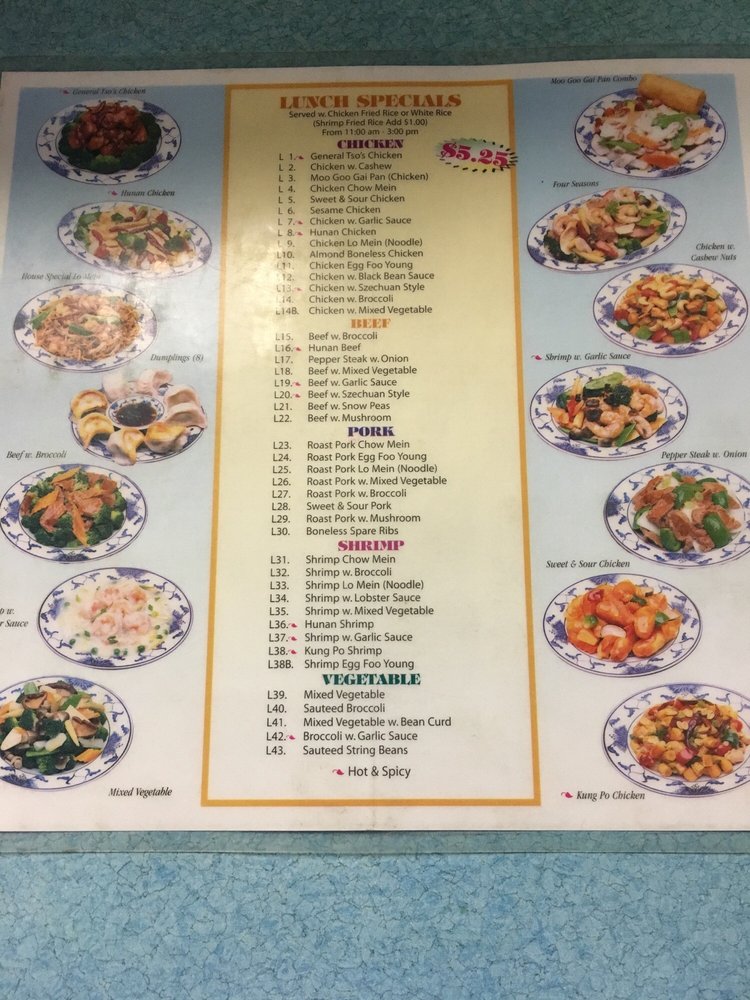 General Tso's Chicken
Hunan Chicken
House Special Lo Mein
Dumplings (8)
Beef w. Broccoli
w.
Sauce
Mixed Vegetable
LUNCH SPECIALS
Served w. Chicken Fried Rice or White Rice
(Shrimp Fried Rice Add $1.00)
From 11:00 am - 3:00 pm
$5.25
CHICKEN
L 1. General Tso's Chicken
L 2. Chicken w. Cashew
L 3. Moo Goo Gai Pan (Chicken)
L 4. Chicken Chow Mein
L 5. Sweet & Sour Chicken
L 6. Sesame Chicken
L 7. Chicken w. Garlic Sauce
L 8. Hunan Chicken
L 9. Chicken Lo Mein (Noodle)
L10. Almond Boneless Chicken
L11. Chicken Egg Foo Young
L12. Chicken w. Black Bean Sauce
L13. Chicken w. Szechuan Style
L14. Chicken w. Broccoli
L14B. Chicken w. Mixed Vegetable
BEEF
L15. Beef w. Broccoli
L16. Hunan Beef
L17. Pepper Steak w. Onion
L18. Beef w. Mixed Vegetable
L19. Beef w. Garlic Sauce
L20. Beef w. Szechuan Style
L21. Beef w. Snow Peas
L22. Beef w. Mushroom
PORK
L23. Roast Pork Chow Mein
L24. Roast Pork Egg Foo Young
L25. Roast Pork Lo Mein (Noodle)
L26. Roast Pork w. Mixed Vegetable
L27. Roast Pork w. Broccoli
L28. Sweet & Sour Pork
L29. Roast Pork w. Mushroom
L30. Boneless Spare Ribs
SHRIMP
L31. Shrimp Chow Mein
L32. Shrimp w. Broccoli
L33. Shrimp Lo Mein (Noodle)
L34. Shrimp w. Lobster Sauce
L35. Shrimp w. Mixed Vegetable
L36. Hunan Shrimp
L37. Shrimp w. Garlic Sauce
L38. Kung Po Shrimp
L38B. Shrimp Egg Foo Young
VEGETABLE
L39. Mixed Vegetable
L40. Sauteed Broccoli
L41. Mixed Vegetable w. Bean Curd
L42. Broccoli w. Garlic Sauce
L43. Sauteed String Beans
Hot & Spicy
Moo Goo Gai Pan Combo
Four Seasons
Chicken w.
Cashew Nuts
Shrimp w. Garlic Sauce
Pepper Steak w. Onion
Sweet & Sour Chicken
Kung Po Chicken